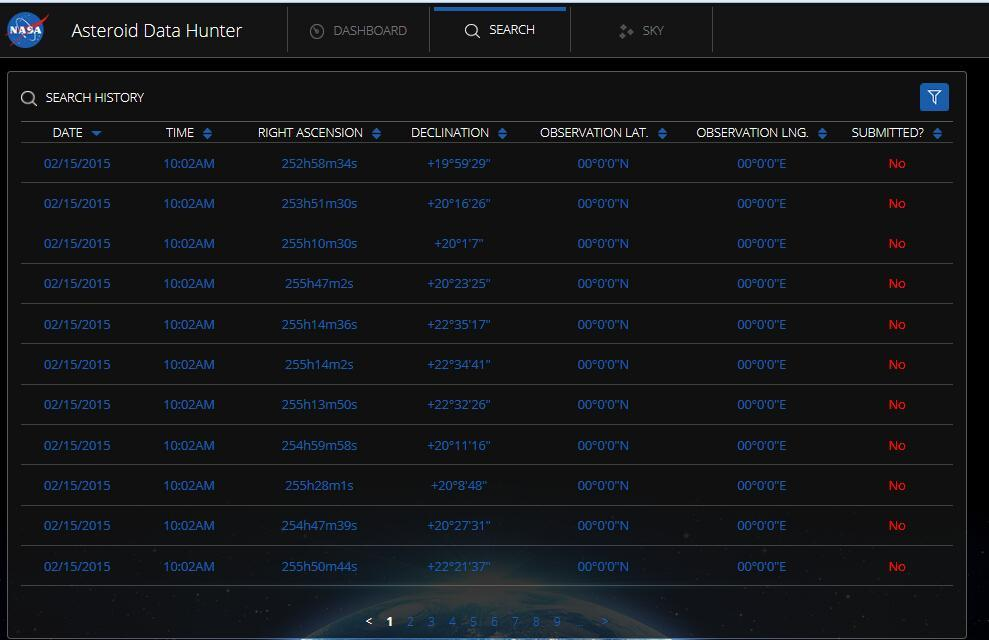 NASA Asteroid Data Hunter DASHBOARD SEARCH SKY
SEARCH HISTORY
DATE TIME RIGHT ASCENSION DECLINATION OBSERVATION LAT. OBSERVATION LNG. SUBMITTED?
02/15/2015 10:02AM 252h58m34s +19°59'29" 00°0'0"N 00°0'0"E No
02/15/2015 10:02AM 253h51m30s +20°16'26" 00°0'0"N 00°0'0"E No
02/15/2015 10:02AM 255h10m30s +20°1'7" 00°0'0"N 00°0'0"E No
02/15/2015 10:02AM 255h47m2s +20°23'25" 00°0'0"N 00°0'0"E No
02/15/2015 10:02AM 255h14m36s +22°35'17" 00°0'0"N 00°0'0"E No
02/15/2015 10:02AM 255h14m2s +22°34'41" 00°0'0"N 00°0'0"E No
02/15/2015 10:02AM 255h13m50s +22°32'26" 00°0'0"N 00°0'0"E No
02/15/2015 10:02AM 254h59m58s +20°11'16" 00°0'0"N 00°0'0"E No
02/15/2015 10:02AM 255h28m1s +20°8'48" 00°0'0"N 00°0'0"E No
02/15/2015 10:02AM 254h47m39s +20°27'31" 00°0'0"N 00°0'0"E No
02/15/2015 10:02AM 255h50m44s +22°21'37" 00°0'0"N 00°0'0"E No
< 1 2 3 4 5 6 7 8 9 ... >